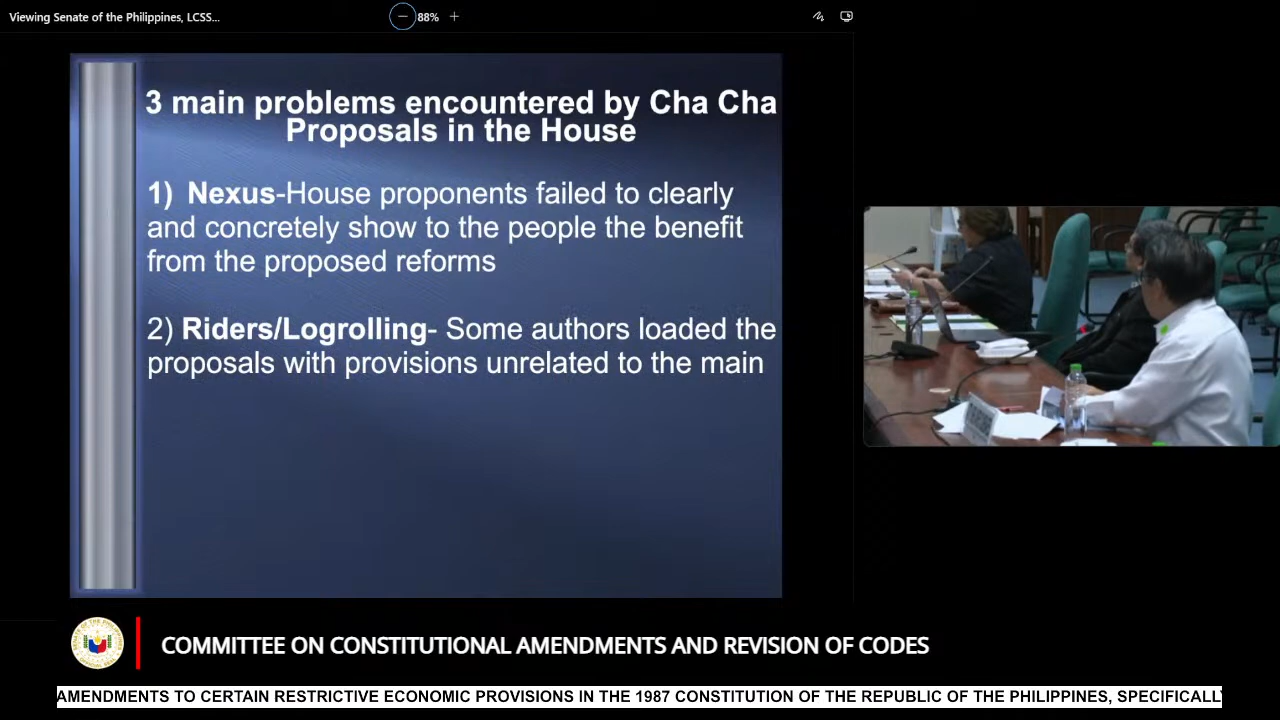 Viewing Senate of the Philippines, LCSS...
88%
3 main problems encountered by Cha Cha
Proposals in the House
1) Nexus-House proponents failed to clearly
and concretely show to the people the benefit
from the proposed reforms
2) Riders/Logrolling- Some authors loaded the
proposals with provisions unrelated to the main
COMMITTEE ON CONSTITUTIONAL AMENDMENTS AND REVISION OF CODES
AMENDMENTS TO CERTAIN RESTRICTIVE ECONOMIC PROVISIONS IN THE 1987 CONSTITUTION OF THE REPUBLIC OF THE PHILIPPINES, SPECIFICALLY